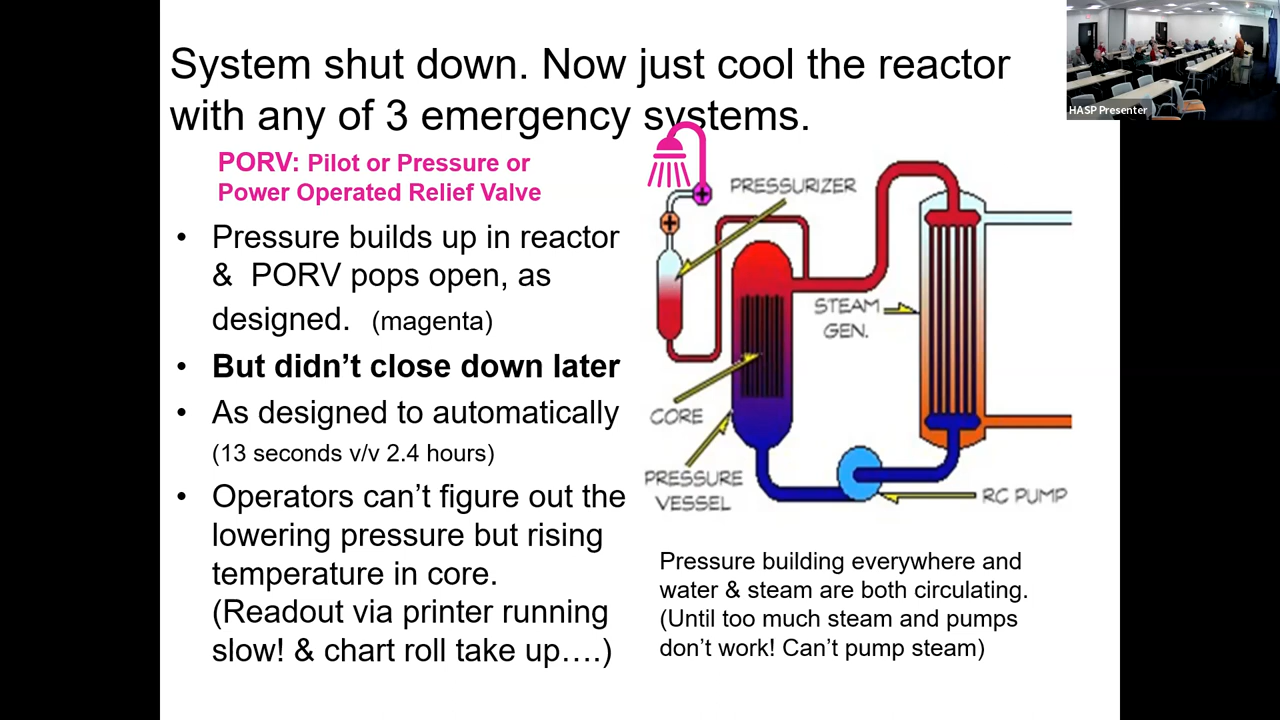 System shut down. Now just cool the reactor
with any of 3 emergency systems.
HASP Presenter
PORV: Pilot or Pressure or
Power Operated Relief Valve
• Pressure builds up in reactor
& PORV pops open, as
designed. (magenta)
• But didn’t close down later
• As designed to automatically
(13 seconds v/v 2.4 hours)
• Operators can’t figure out the
lowering pressure but rising
temperature in core.
(Readout via printer running
slow! & chart roll take up….)
PRESSURIZER
STEAM
GEN.
CORE
PRESSURE
VESSEL
RC PUMP
Pressure building everywhere and
water & steam are both circulating.
(Until too much steam and pumps
don’t work! Can’t pump steam)